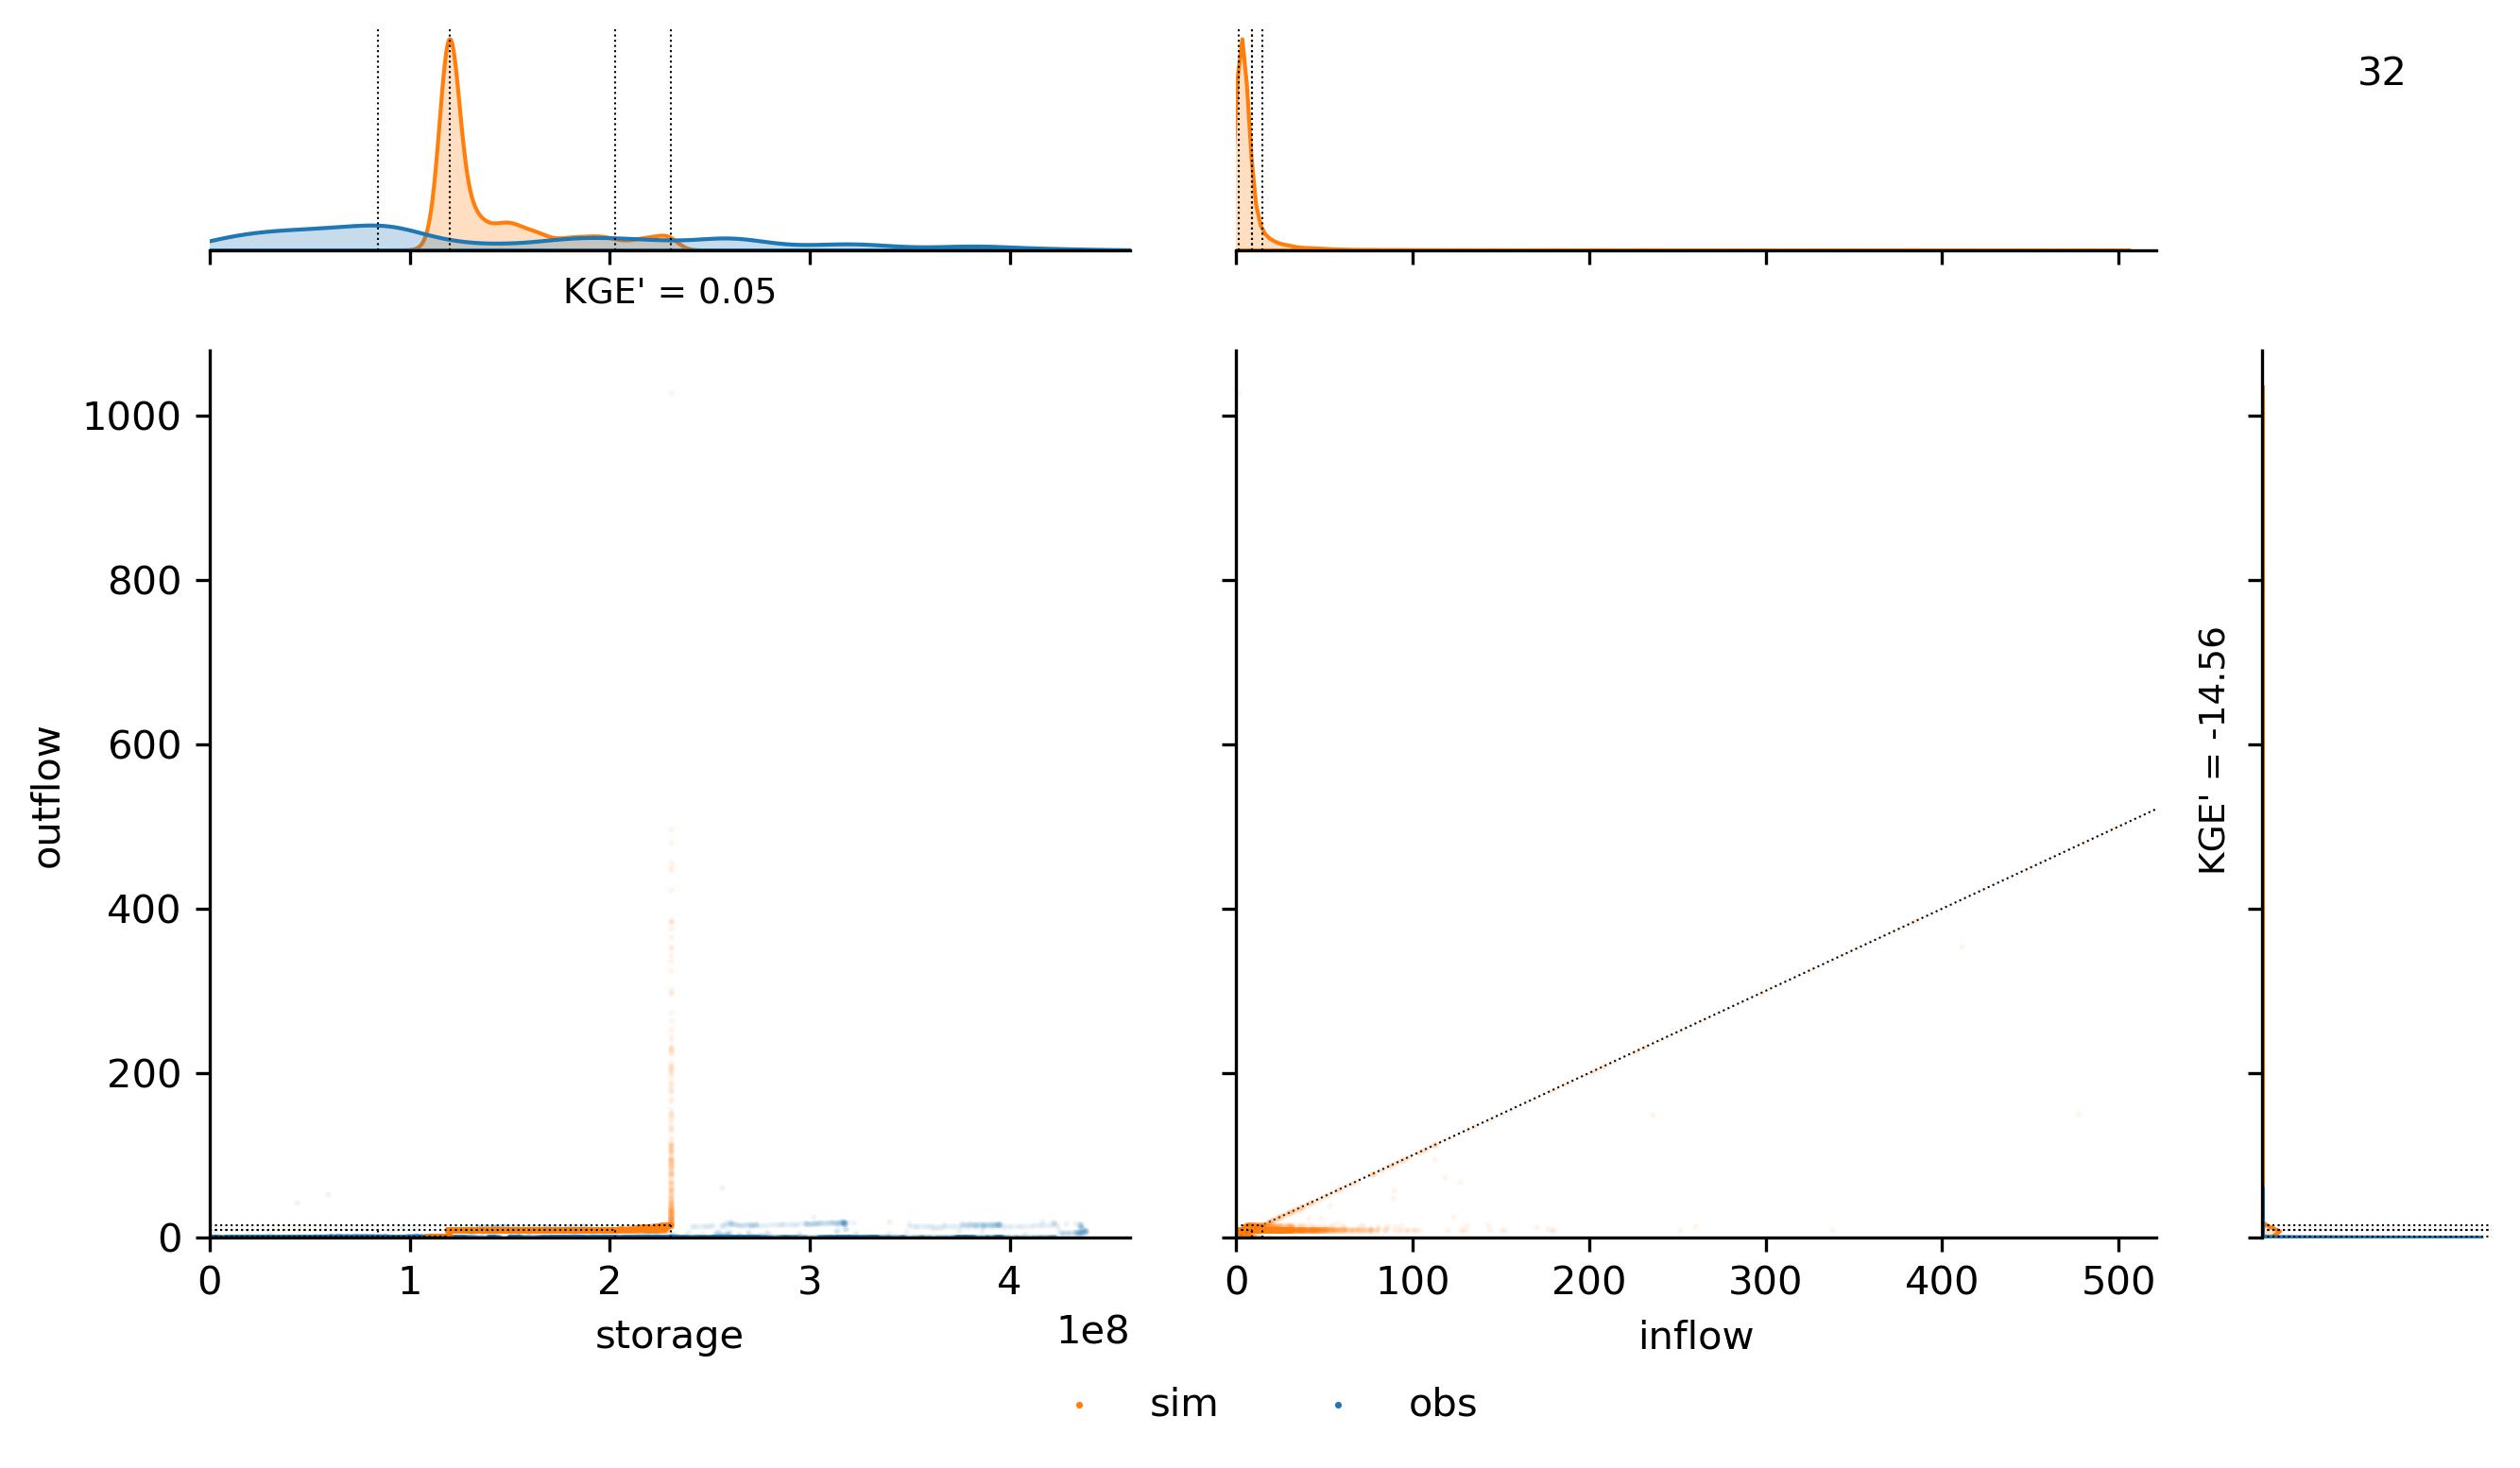 32
KGE' = 0.05
1000
800
600
400
200
0
outflow
KGE' = -14.56
0 1 2 3 4
0 100 200 300 400 500
1e8
storage
inflow
sim obs